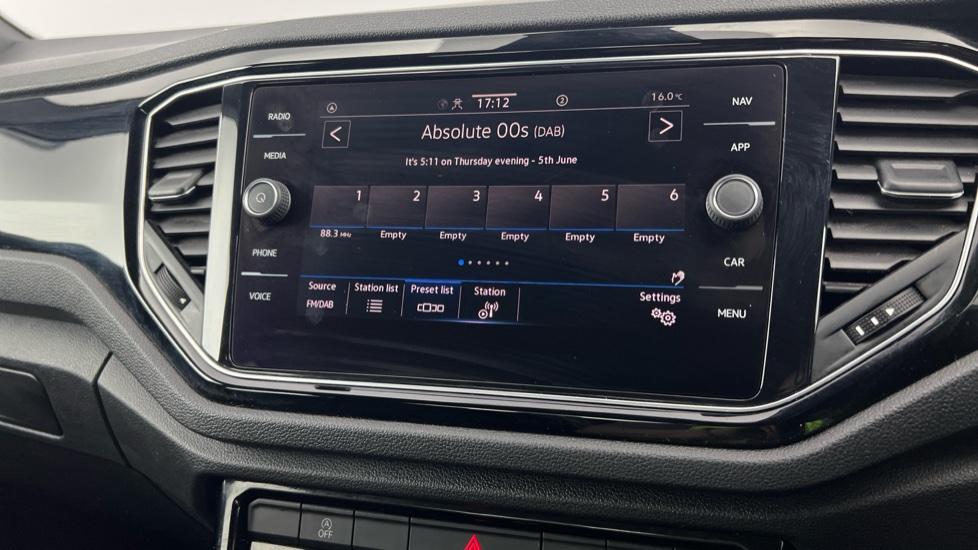 RADIO
MEDIA
PHONE
VOICE
17:12
2
16.0°C
< Absolute 00s (DAB) >
It's 5:11 on Thursday evening - 5th June
1 2 3 4 5 6
88.3 MHz Empty Empty Empty Empty Empty
Source Station list Preset list Station Settings
FM/DAB
NAV
APP
CAR
MENU
A
OFF